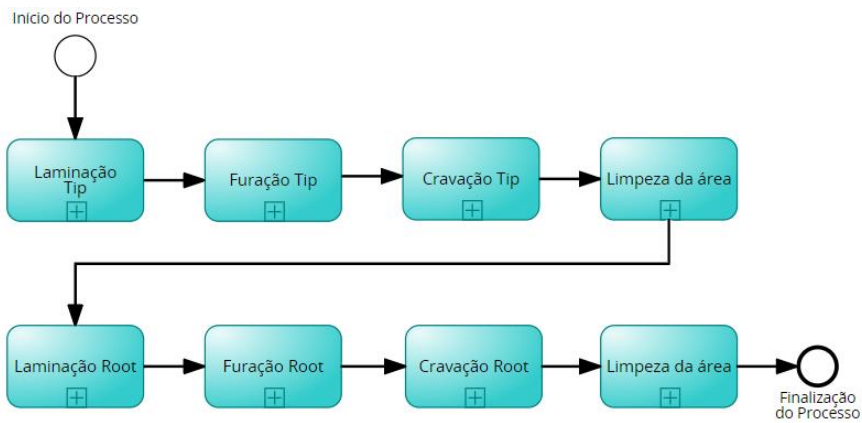 Início do Processo
Laminação
Tip
Furação Tip
Cravação Tip
Limpeza da área
Laminação Root
Furação Root
Cravação Root
Limpeza da área
Finalização
do Processo